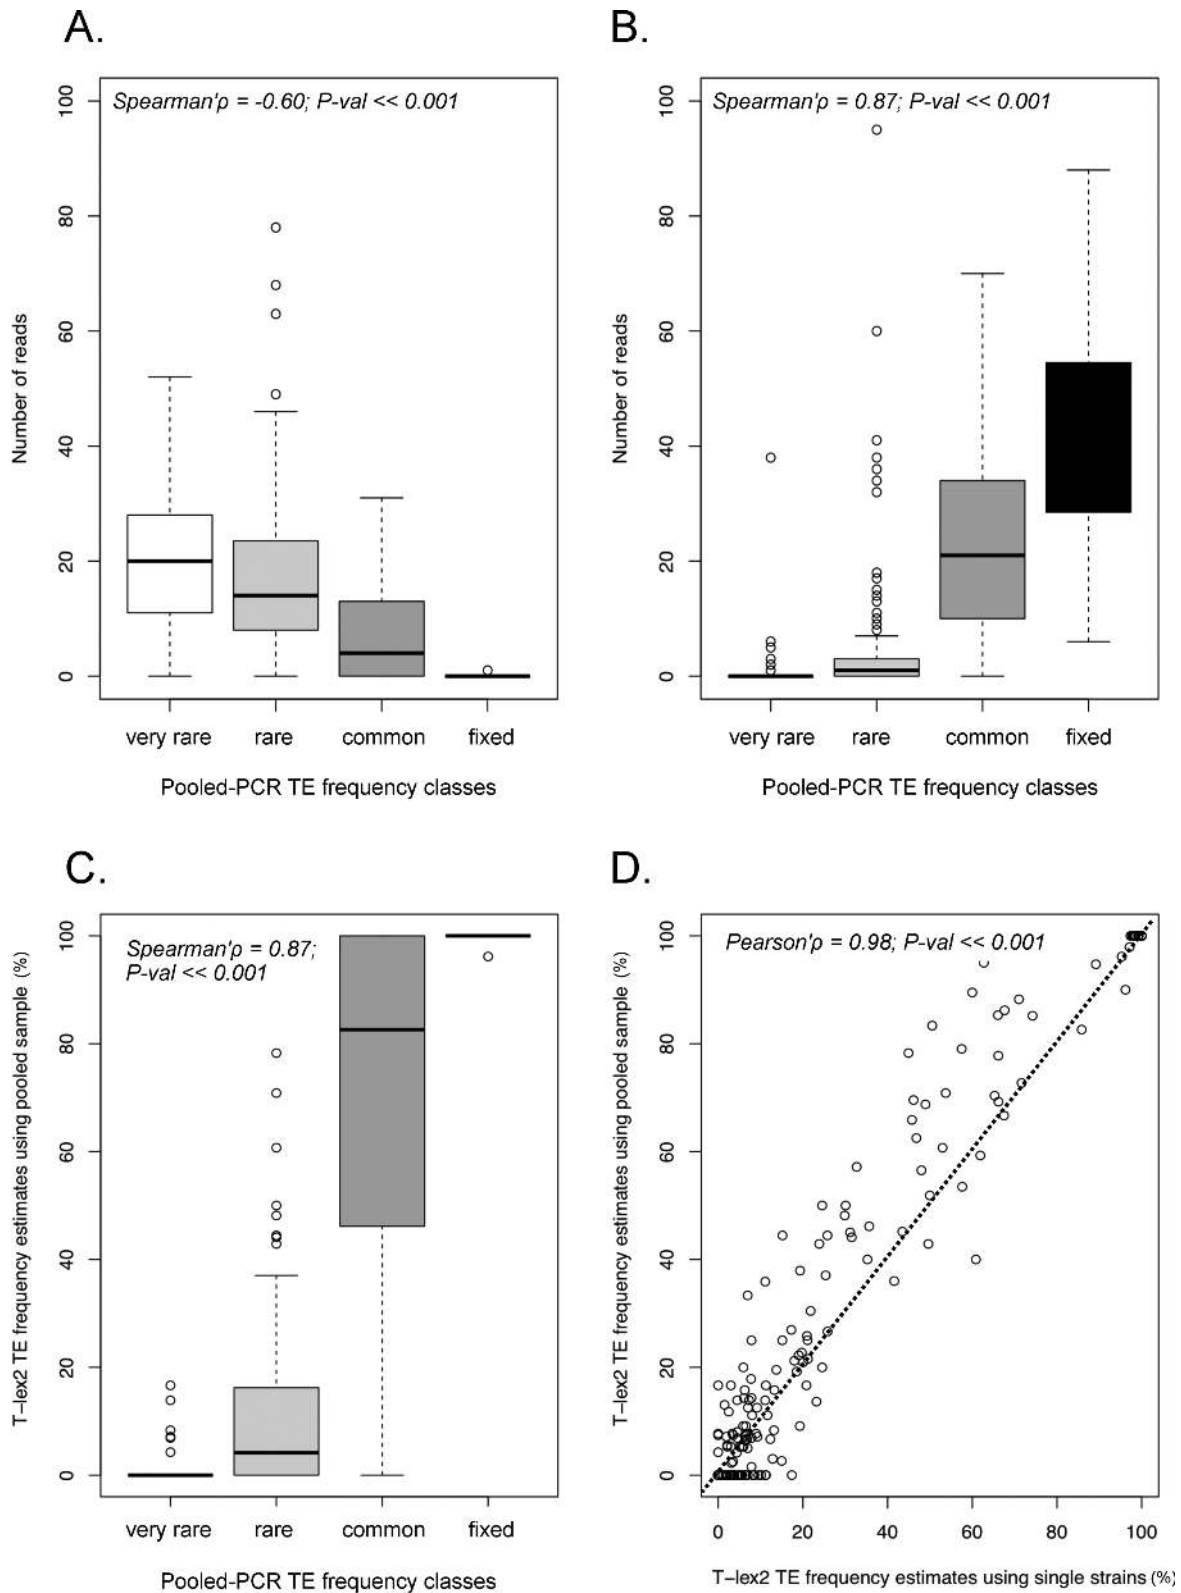 A.
Spearman'ρ = -0.60; P-val << 0.001
Number of reads
0
20
40
60
80
100
very rare
rare
common
fixed
Pooled-PCR TE frequency classes
B.
Spearman'ρ = 0.87; P-val << 0.001
Number of reads
0
20
40
60
80
100
very rare
rare
common
fixed
Pooled-PCR TE frequency classes
C.
Spearman'ρ = 0.87;
P-val << 0.001
T-lex2 TE frequency estimates using pooled sample (%)
0
20
40
60
80
100
very rare
rare
common
fixed
Pooled-PCR TE frequency classes
D.
Pearson'ρ = 0.98; P-val << 0.001
T-lex2 TE frequency estimates using pooled sample (%)
0
20
40
60
80
100
0
20
40
60
80
100
T-lex2 TE frequency estimates using single strains (%)